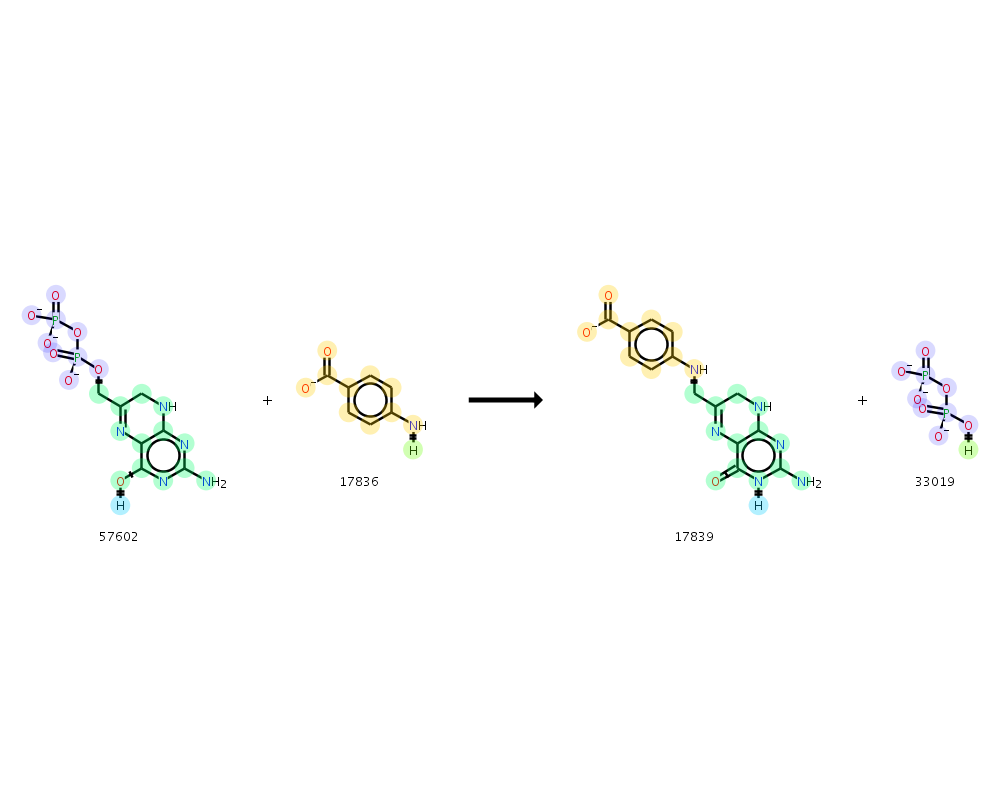 O
O⁻ P O
O⁻ O P O
O⁻
NH
N N
O N NH₂
H
57602
+
O
O⁻
NH
H
17836
O
O⁻
NH
NH
N N
O N NH₂
H
17839
+
O
O⁻ P O
O⁻ O P O
O⁻
H
33019